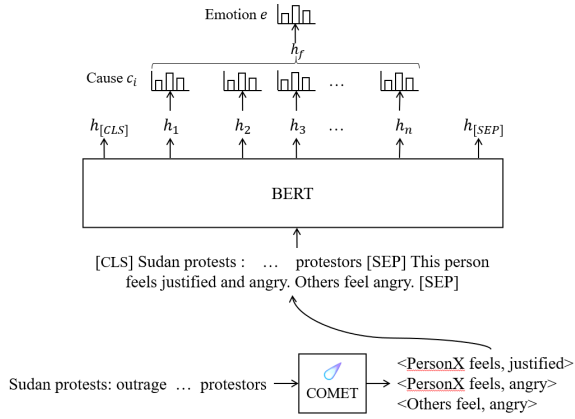 Emotion e
h_f
Cause c_i
…
h_[CLS] h_1 h_2 h_3 … h_n h_[SEP]
BERT
[CLS] Sudan protests : … protestors [SEP] This person
feels justified and angry. Others feel angry. [SEP]
<PersonX feels, justified>
Sudan protests: outrage … protestors
COMET
<PersonX feels, angry>
<Others feel, angry>